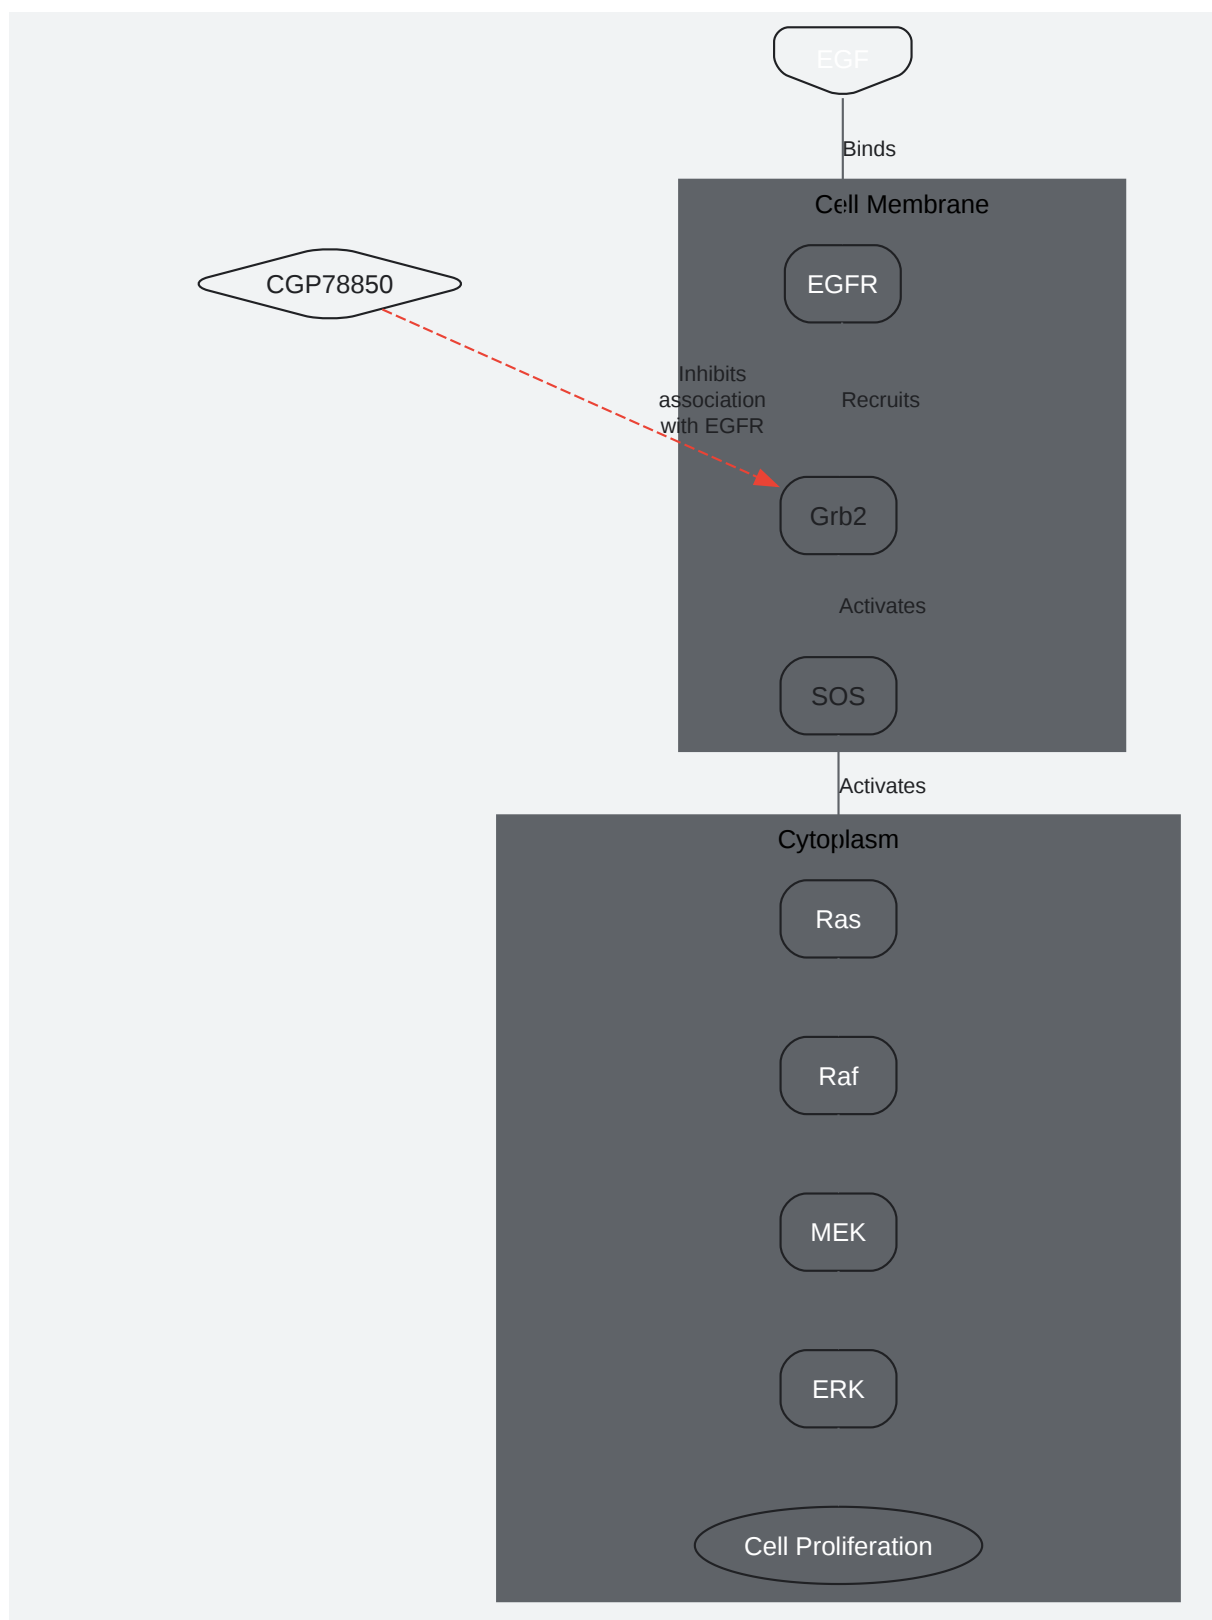 EGF
Binds
Cell Membrane
CGP78850
EGFR
Inhibits
association
with EGFR
Recruits
Grb2
Activates
SOS
Activates
Cytoplasm
Ras
Raf
MEK
ERK
Cell Proliferation